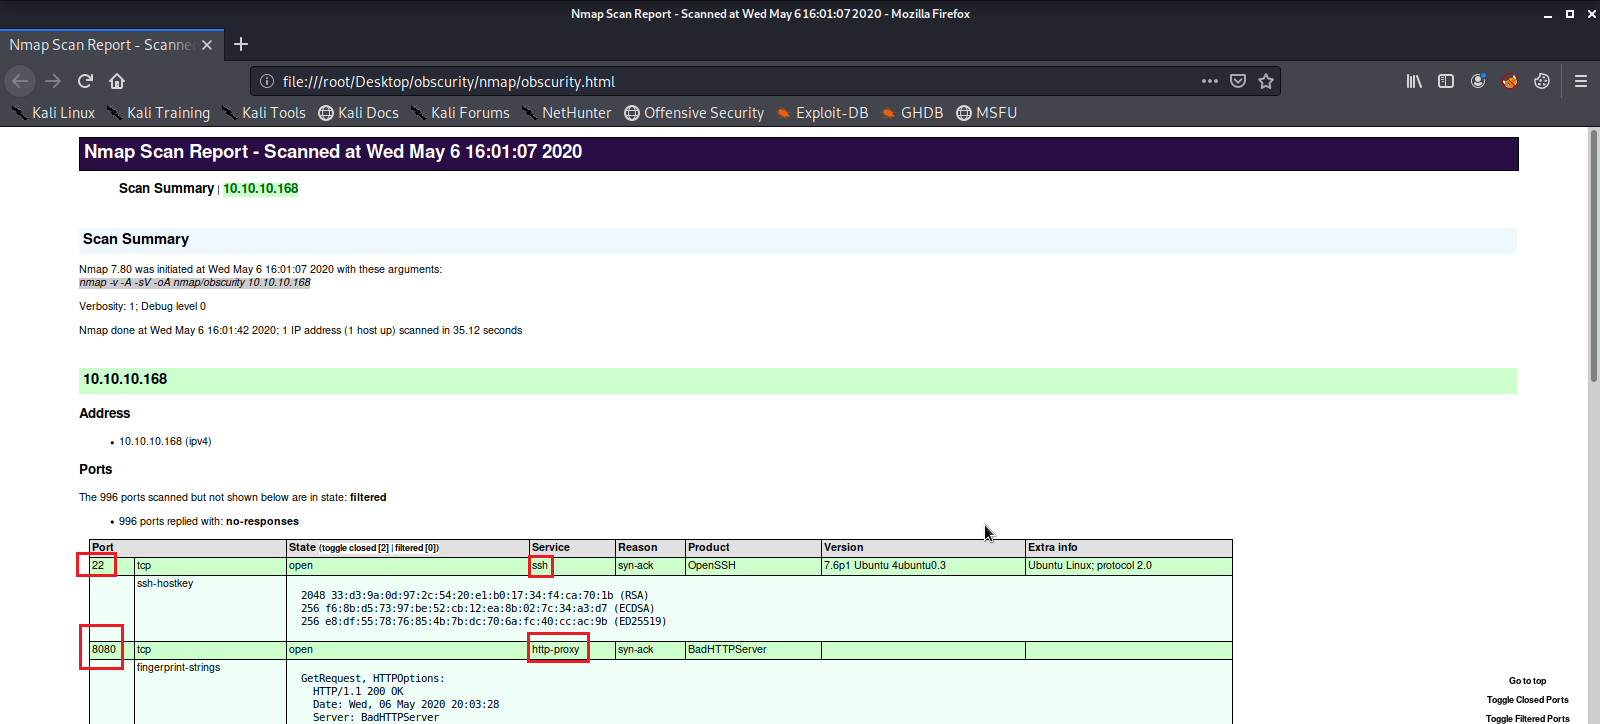 Nmap Scan Report - Scanned at Wed May 6 16:01:07 2020 - Mozilla Firefox
Nmap Scan Report - Scanne
file:///root/Desktop/obscurity/nmap/obscurity.html
Kali Linux Kali Training Kali Tools Kali Docs Kali Forums NetHunter Offensive Security Exploit-DB GHDB MSFU
Nmap Scan Report - Scanned at Wed May 6 16:01:07 2020
Scan Summary | 10.10.10.168
Scan Summary
Nmap 7.80 was initiated at Wed May 6 16:01:07 2020 with these arguments:
nmap -v -A -sV -oA nmap/obscurity 10.10.10.168
Verbosity: 1; Debug level 0
Nmap done at Wed May 6 16:01:42 2020; 1 IP address (1 host up) scanned in 35.12 seconds
10.10.10.168
Address
• 10.10.10.168 (ipv4)
Ports
The 996 ports scanned but not shown below are in state: filtered
• 996 ports replied with: no-responses
Port State (toggle closed [2] | filtered [0]) Service Reason Product Version Extra info
22 tcp open ssh syn-ack OpenSSH 7.6p1 Ubuntu 4ubuntu0.3 Ubuntu Linux; protocol 2.0
ssh-hostkey
2048 33:d3:9a:0d:97:2c:54:20:e1:b0:17:34:f4:ca:70:1b (RSA)
256 f6:8b:d5:73:97:be:52:cb:12:ea:8b:02:7c:34:a3:d7 (ECDSA)
256 e8:df:55:78:76:85:4b:7b:dc:70:6a:fc:40:cc:ac:9b (ED25519)
8080 tcp open http-proxy syn-ack BadHTTPServer
fingerprint-strings
GetRequest, HTTPOptions:
HTTP/1.1 200 OK
Date: Wed, 06 May 2020 20:03:28
Server: BadHTTPServer
Go to top
Toggle Closed Ports
Toggle Filtered Ports